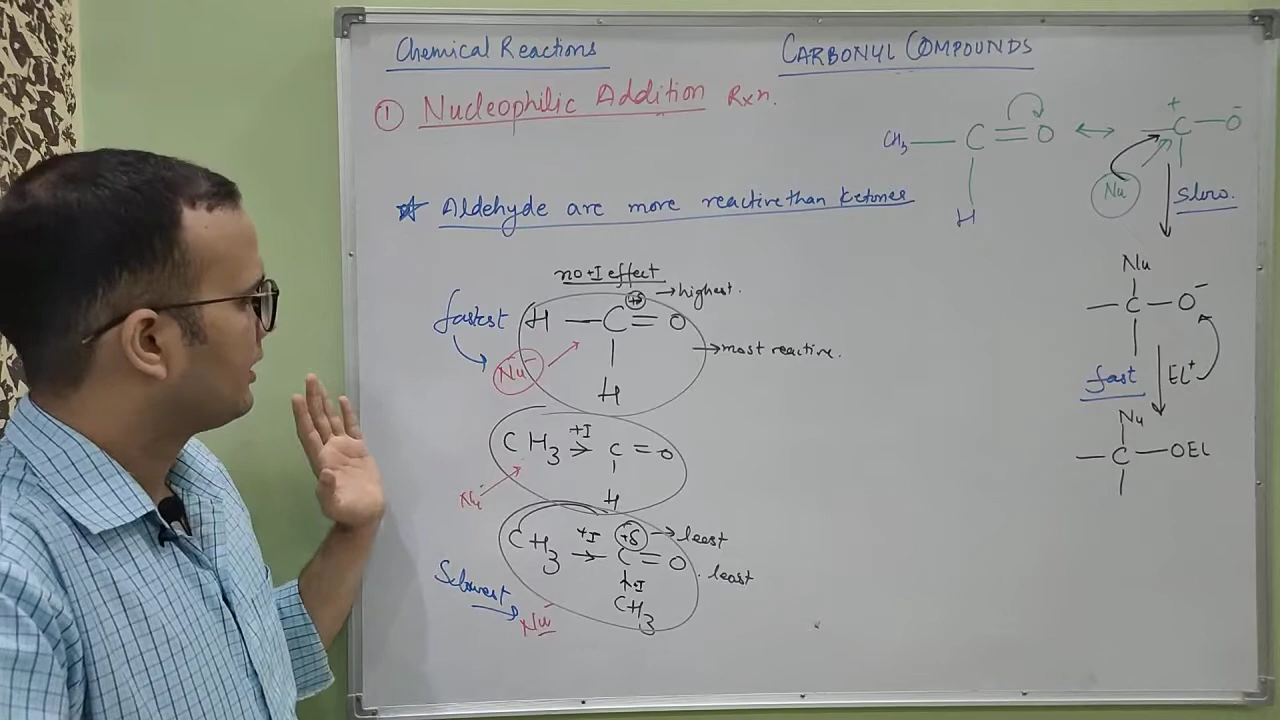 Chemical Reactions
CARBONYL COMPOUNDS
① Nucleophilic Addition Rxn.
CH3—C=O ↔ —C—O
+ -
H
Nu
slow.
☆ Aldehyde are more reactive than Ketones
Nu
—C—O-
fast
EL+
Nu
—C—OEL
no +I effect
+δ → highest.
fastest
H—C=O
→ most reactive.
Nu-
H
CH3 +I → C=O
Nu-
H
+I +δ → least
CH3 → C=O
least
Slowest
+I
CH3
Nu